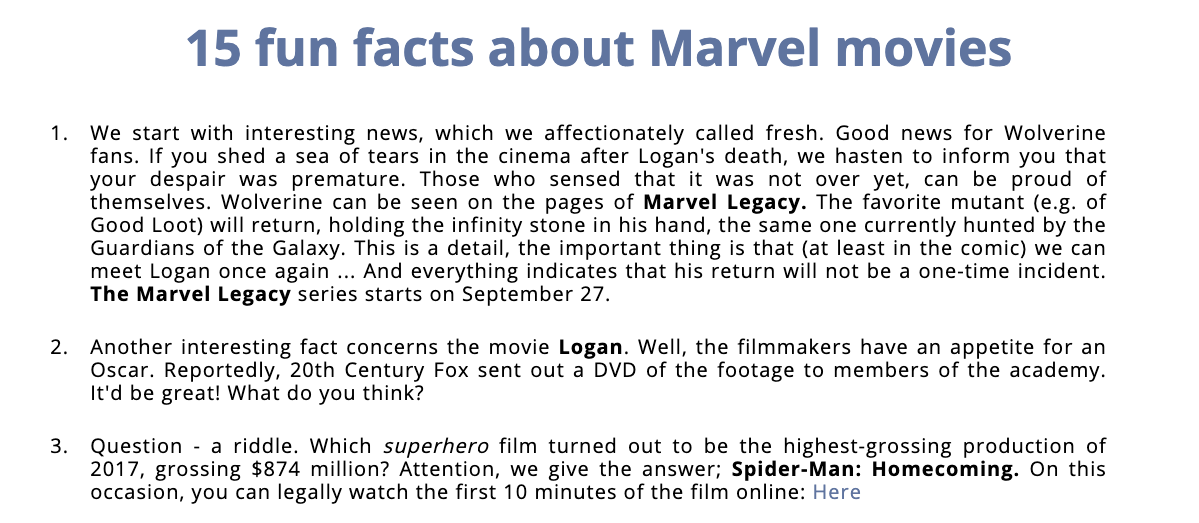 15 fun facts about Marvel movies
1. We start with interesting news, which we affectionately called fresh. Good news for Wolverine
fans. If you shed a sea of tears in the cinema after Logan's death, we hasten to inform you that
your despair was premature. Those who sensed that it was not over yet, can be proud of
themselves. Wolverine can be seen on the pages of Marvel Legacy. The favorite mutant (e.g. of
Good Loot) will return, holding the infinity stone in his hand, the same one currently hunted by the
Guardians of the Galaxy. This is a detail, the important thing is that (at least in the comic) we can
meet Logan once again ... And everything indicates that his return will not be a one-time incident.
The Marvel Legacy series starts on September 27.
2. Another interesting fact concerns the movie Logan. Well, the filmmakers have an appetite for an
Oscar. Reportedly, 20th Century Fox sent out a DVD of the footage to members of the academy.
It'd be great! What do you think?
3. Question - a riddle. Which superhero film turned out to be the highest-grossing production of
2017, grossing $874 million? Attention, we give the answer; Spider-Man: Homecoming. On this
occasion, you can legally watch the first 10 minutes of the film online: Here